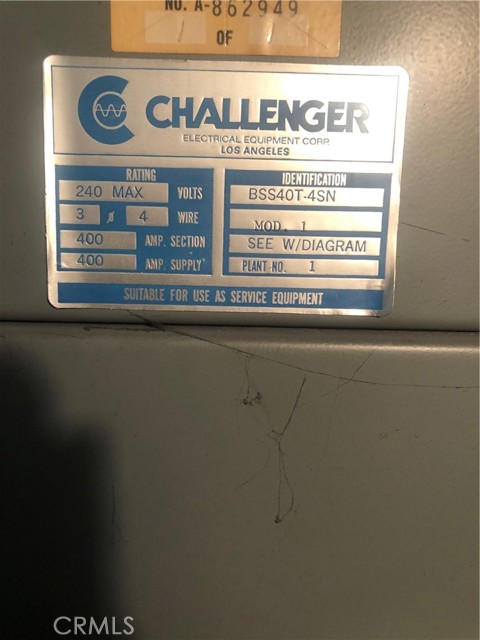 NO. A-862949
OF
CHALLENGER
ELECTRICAL EQUIPMENT CORP.
LOS ANGELES
RATING
240 MAX VOLTS
3 ø 4 WIRE
400 AMP. SECTION
400 AMP. SUPPLY
IDENTIFICATION
BSS40T-4SN
MOD. 1
SEE W/DIAGRAM
PLANT NO. 1
SUITABLE FOR USE AS SERVICE EQUIPMENT
CRMLS